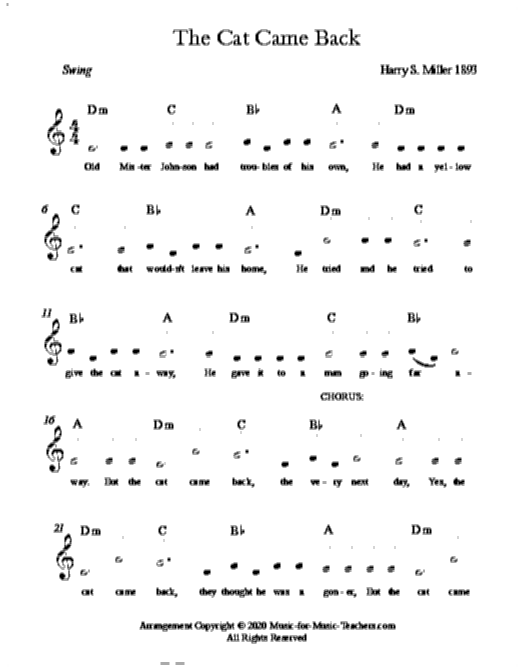 The Cat Came Back
Swing
Harry S. Miller 1893
Dm C B♭ A Dm
4
4
Old Mis-ter John-son had trou-bles of his own, He had a yel-low
6 C B♭ A Dm C
cat that would-n't leave his home, He tried and he tried to
11 B♭ A Dm C B♭
give the cat a-way, He gave it to a man go-ing far a-
CHORUS:
16 A Dm C B♭ A
way. But the cat came back, the ve-ry next day, Yes, the
21 Dm C B♭ A Dm
cat came back, they thought he was a gon-er, But the cat came
Arrangement Copyright © 2020 Music-for-Music-Teachers.com
All Rights Reserved